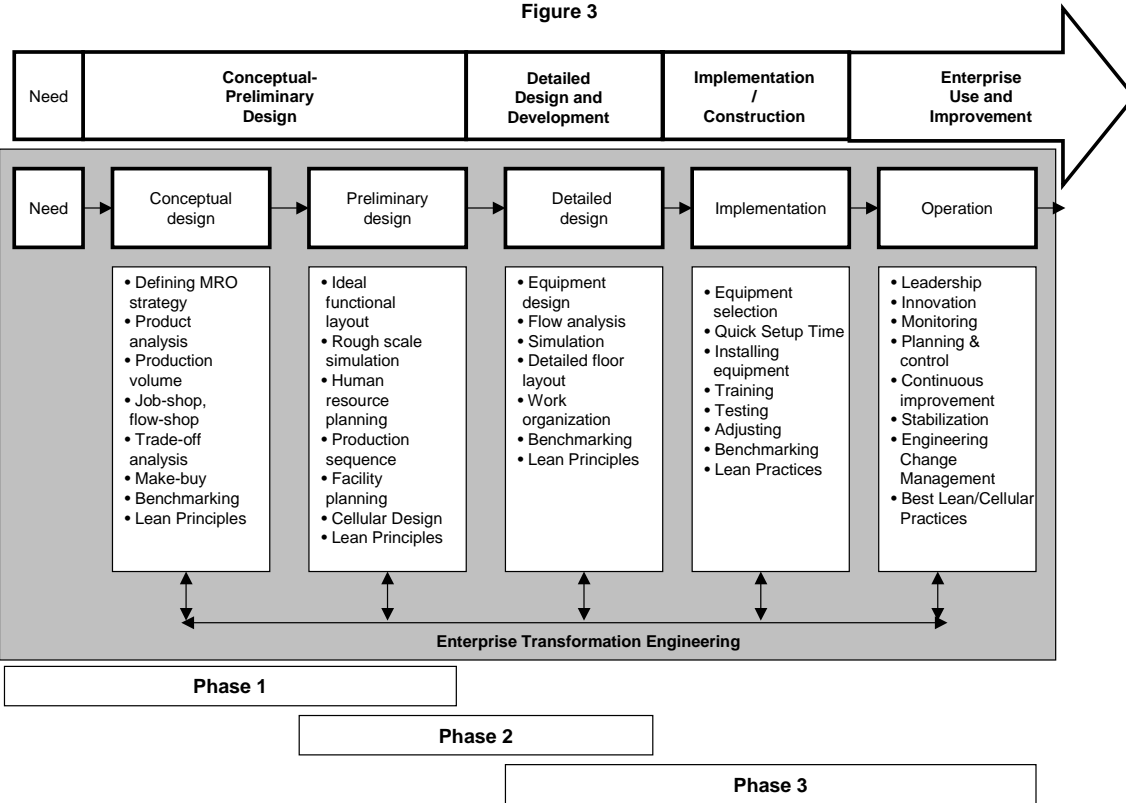 Figure 3
Need
Conceptual-
Preliminary
Design
Detailed
Design and
Development
Implementation
/
Construction
Enterprise
Use and
Improvement
Need
Conceptual
design
Preliminary
design
Detailed
design
Implementation
Operation
• Defining MRO
strategy
• Product
analysis
• Production
volume
• Job-shop,
flow-shop
• Trade-off
analysis
• Make-buy
• Benchmarking
• Lean Principles
• Ideal
functional
layout
• Rough scale
simulation
• Human
resource
planning
• Production
sequence
• Facility
planning
• Cellular Design
• Lean Principles
• Equipment
design
• Flow analysis
• Simulation
• Detailed floor
layout
• Work
organization
• Benchmarking
• Lean Principles
• Equipment
selection
• Quick Setup Time
• Installing
equipment
• Training
• Testing
• Adjusting
• Benchmarking
• Lean Practices
• Leadership
• Innovation
• Monitoring
• Planning &
control
• Continuous
improvement
• Stabilization
• Engineering
Change
Management
• Best Lean/Cellular
Practices
Enterprise Transformation Engineering
Phase 1
Phase 2
Phase 3